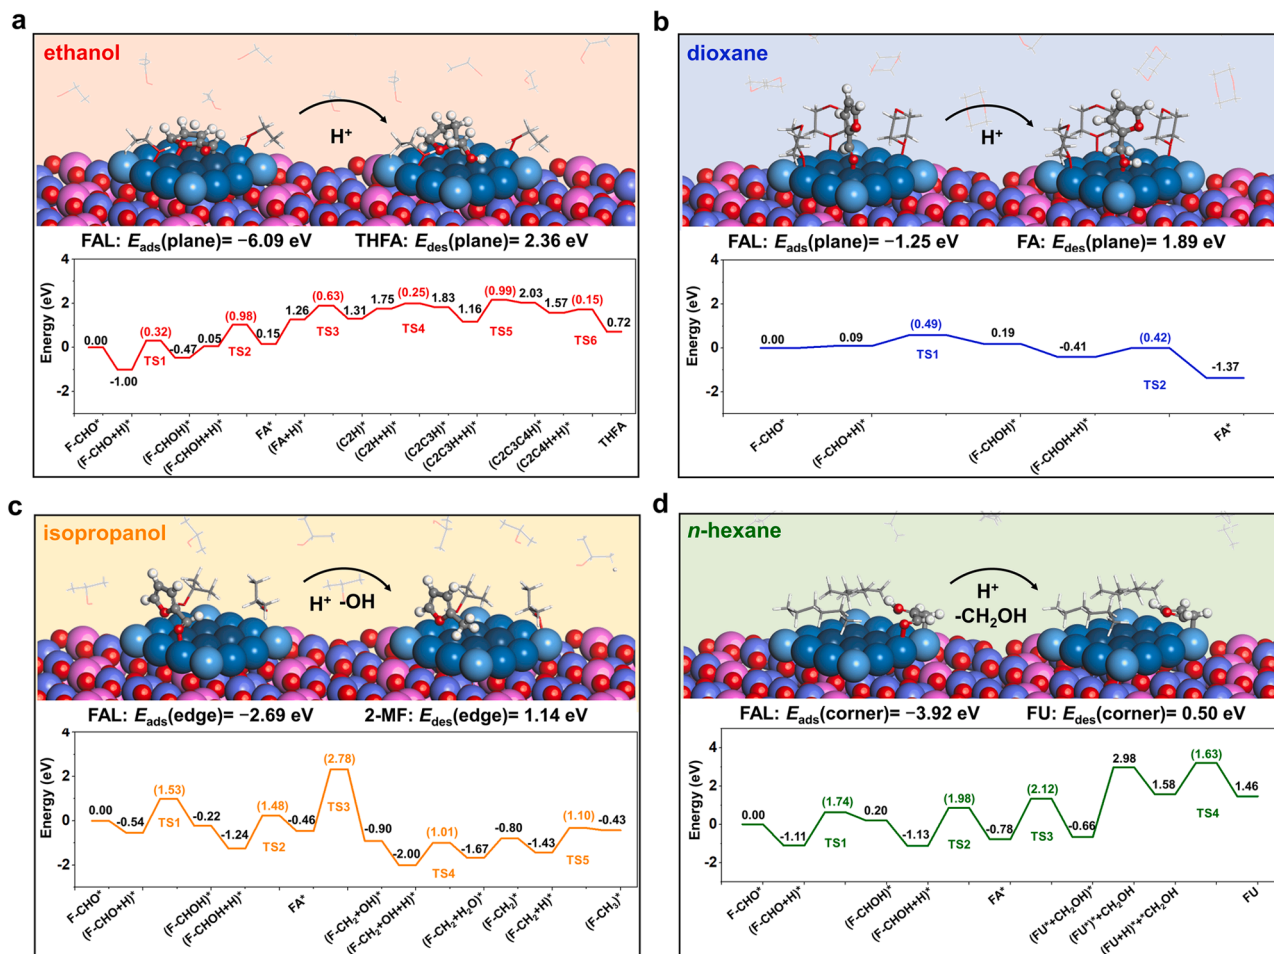 a
ethanol
H+
FAL: Eads(plane)= −6.09 eV THFA: Edes(plane)= 2.36 eV
Energy (eV)
4
2
0
-2
0.00
-1.00
(0.32)
TS1
-0.47
0.05
(0.98)
TS2
0.15
1.26
(0.63)
TS3
1.31
1.75
(0.25)
TS4
1.83
1.16
(0.99)
TS5
2.03
1.57
(0.15)
TS6
0.72
F-CHO*
(F-CHO+H)*
(F-CHOH)*
(F-CHOH+H)*
FA*
(FA+H)*
(C2H)*
(C2H+H)*
(C2C3H)*
(C2C3H+H)*
(C2C3C4H)*
(C2C4H+H)*
THFA
b
dioxane
H+
FAL: Eads(plane)= −1.25 eV FA: Edes(plane)= 1.89 eV
Energy (eV)
4
2
0
-2
0.00
0.09
(0.49)
TS1
0.19
-0.41
(0.42)
TS2
-1.37
F-CHO*
(F-CHO+H)*
(F-CHOH)*
(F-CHOH+H)*
FA*
c
isopropanol
H+ -OH
FAL: Eads(edge)= −2.69 eV 2-MF: Edes(edge)= 1.14 eV
Energy (eV)
4
2
0
-2
0.00
-0.54
(1.53)
TS1
-0.22
-1.24
(1.48)
TS2
-0.46
(2.78)
TS3
-0.90
-2.00
(1.01)
TS4
-1.67
-0.80
-1.43
(1.10)
TS5
-0.43
F-CHO*
(F-CHO+H)*
(F-CHOH)*
(F-CHOH+H)*
FA*
(F-CH2+OH)*
(F-CH2+OH+H)*
(F-CH2+H2O)*
(F-CH2)*
(F-CH2+H)*
(F-CH3)*
d
n-hexane
H+
-CH2OH
FAL: Eads(corner)= −3.92 eV FU: Edes(corner)= 0.50 eV
Energy (eV)
4
2
0
-2
0.00
-1.11
(1.74)
TS1
0.20
-1.13
(1.98)
TS2
-0.78
(2.12)
TS3
-0.66
2.98
1.58
(1.63)
TS4
1.46
F-CHO*
(F-CHO+H)*
(F-CHOH)*
(F-CHOH+H)*
FA*
(FU*+CH2OH)*
(FU*)*+CH2OH
(FU+H)*+*CH2OH
FU